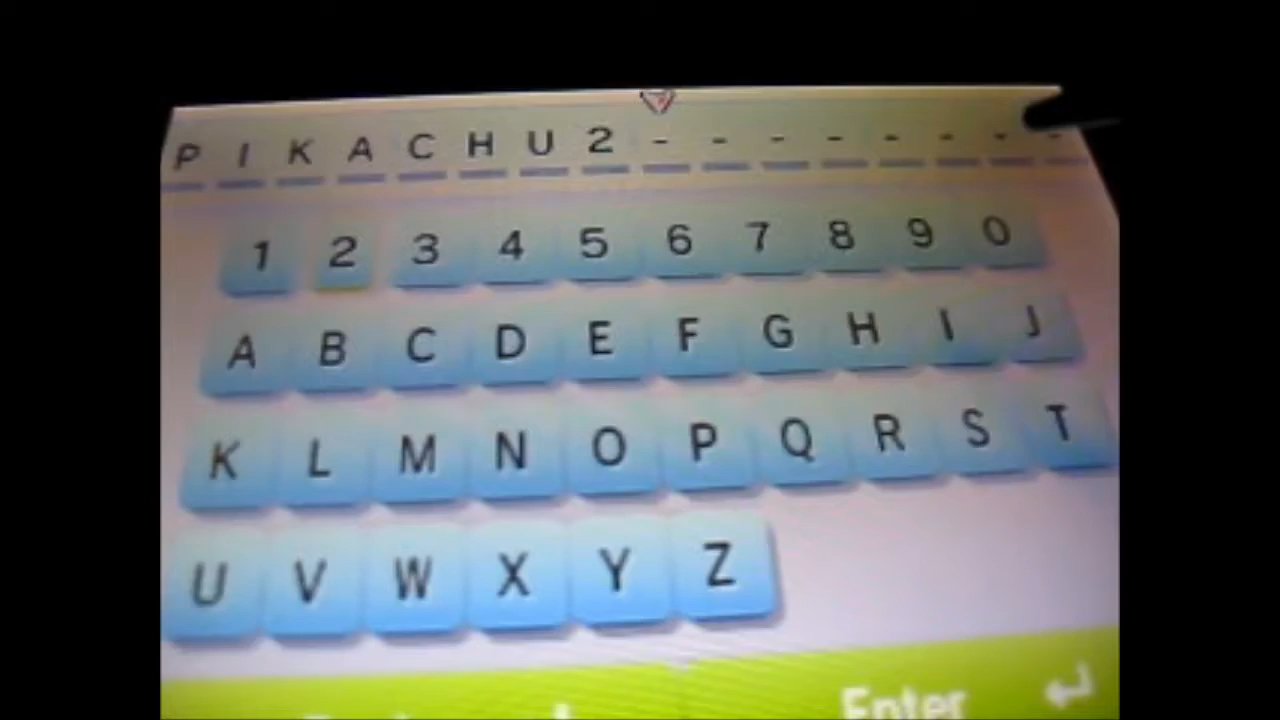 PIKACHU2--------
1 2 3 4 5 6 7 8 9 0
A B C D E F G H I J
K L M N O P Q R S T
U V W X Y Z
Enter